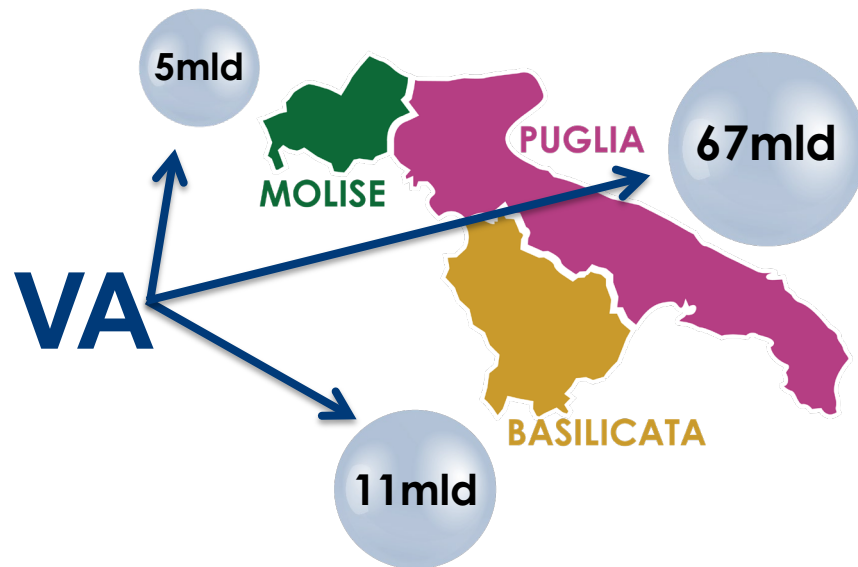 5mld
PUGLIA
67mld
MOLISE
VA
BASILICATA
11mld